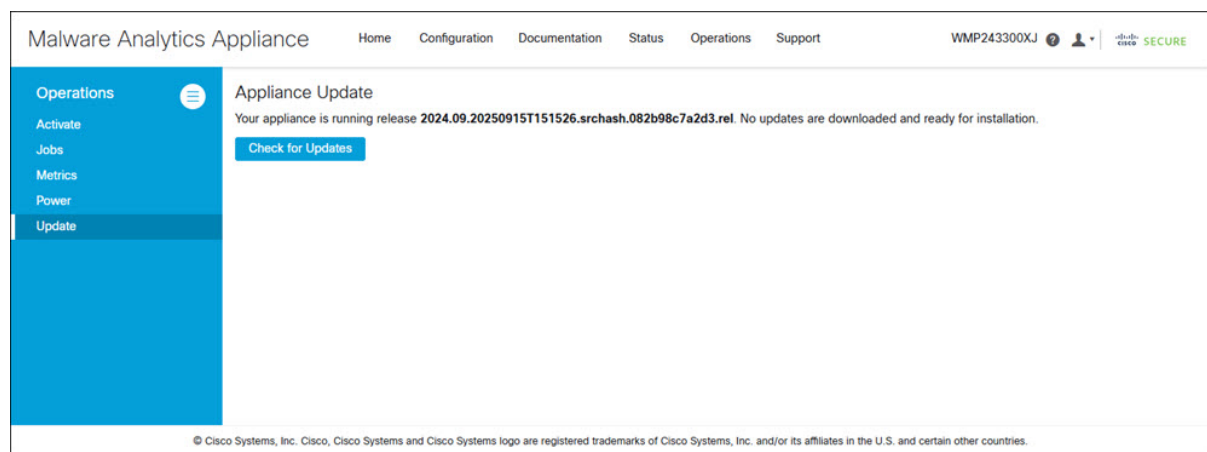 Malware Analytics Appliance Home Configuration Documentation Status Operations Support WMP243300XJ ? cisco SECURE
Operations
Activate
Jobs
Metrics
Power
Update
Appliance Update
Your appliance is running release 2024.09.20250915T151526.srchash.082b98c7a2d3.rel. No updates are downloaded and ready for installation.
Check for Updates
© Cisco Systems, Inc. Cisco, Cisco Systems and Cisco Systems logo are registered trademarks of Cisco Systems, Inc. and/or its affiliates in the U.S. and certain other countries.